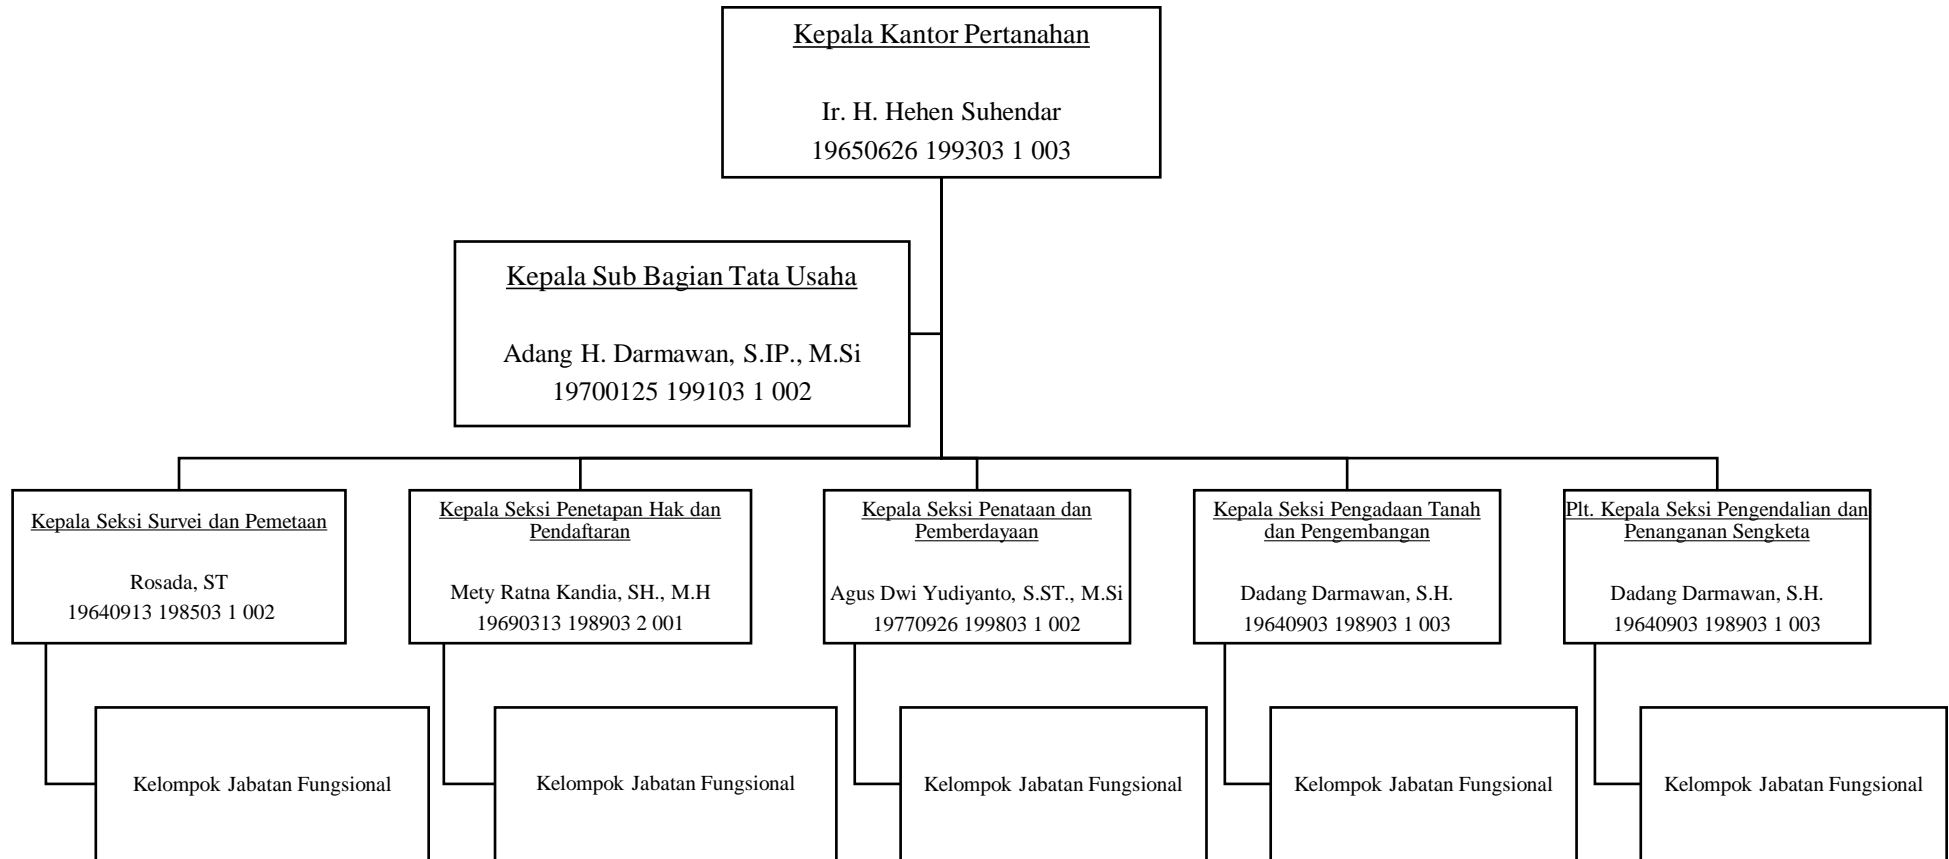 Kepala Kantor Pertanahan
Ir. H. Hehen Suhendar
19650626 199303 1 003
Kepala Sub Bagian Tata Usaha
Adang H. Darmawan, S.IP., M.Si
19700125 199103 1 002
Kepala Seksi Survei dan Pemetaan
Rosada, ST
19640913 198503 1 002
Kepala Seksi Penetapan Hak dan
Pendaftaran
Mety Ratna Kandia, SH., M.H
19690313 198903 2 001
Kepala Seksi Penataan dan
Pemberdayaan
Agus Dwi Yudiyanto, S.ST., M.Si
19770926 199803 1 002
Kepala Seksi Pengadaan Tanah
dan Pengembangan
Dadang Darmawan, S.H.
19640903 198903 1 003
Plt. Kepala Seksi Pengendalian dan
Penanganan Sengketa
Dadang Darmawan, S.H.
19640903 198903 1 003
Kelompok Jabatan Fungsional
Kelompok Jabatan Fungsional
Kelompok Jabatan Fungsional
Kelompok Jabatan Fungsional
Kelompok Jabatan Fungsional